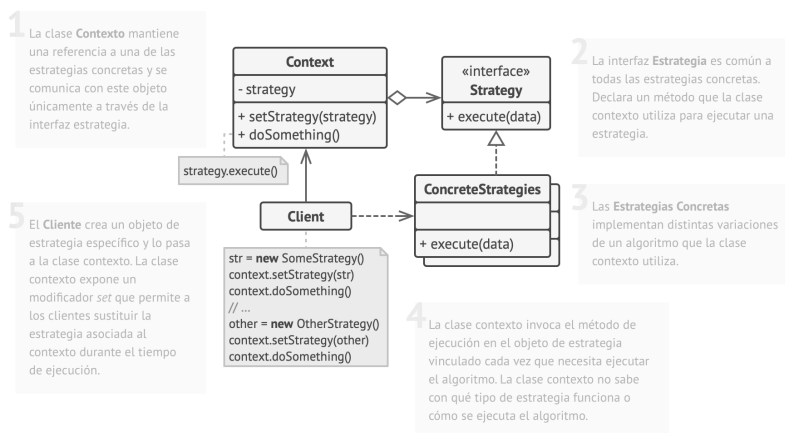 1
La clase Contexto mantiene
una referencia a una de las
estrategias concretas y se
comunica con este objeto
únicamente a través de la
interfaz estrategia.
Context
- strategy
+ setStrategy(strategy)
+ doSomething()
strategy.execute()
«interface»
Strategy
+ execute(data)
2
La interfaz Estrategia es común a
todas las estrategias concretas.
Declara un método que la clase
contexto utiliza para ejecutar una
estrategia.
ConcreteStrategies
+ execute(data)
3
Las Estrategias Concretas
implementan distintas variaciones
de un algoritmo que la clase
contexto utiliza.
Client
str = new SomeStrategy()
context.setStrategy(str)
context.doSomething()
// ...
other = new OtherStrategy()
context.setStrategy(other)
context.doSomething()
4
La clase contexto invoca el método de
ejecución en el objeto de estrategia
vinculado cada vez que necesita ejecutar
el algoritmo. La clase contexto no sabe
con qué tipo de estrategia funciona o
cómo se ejecuta el algoritmo.
5
El Cliente crea un objeto de
estrategia específico y lo pasa
a la clase contexto. La clase
contexto expone un
modificador set que permite a
los clientes sustituir la
estrategia asociada al
contexto durante el tiempo
de ejecución.